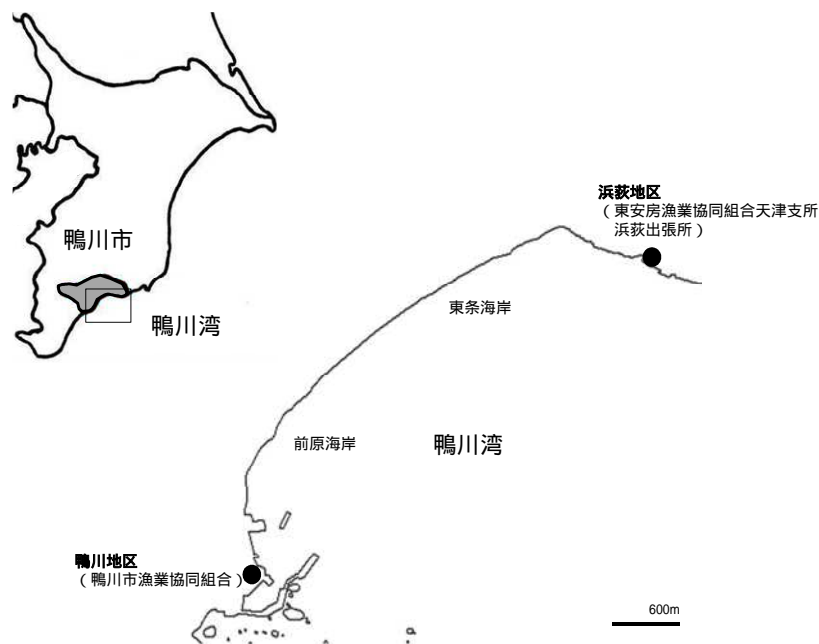 鴨川市
鴨川湾
浜荻地区
（東安房漁業協同組合天津支所
浜荻出張所）
東条海岸
前原海岸
鴨川湾
鴨川地区
（鴨川市漁業協同組合）
600m